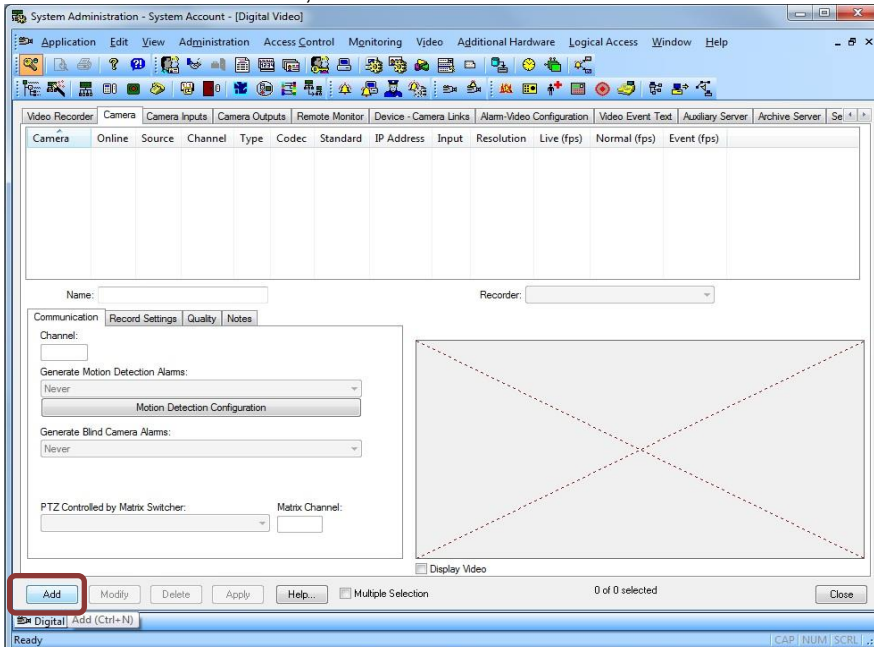 System Administration - System Account - [Digital Video]
Application Edit View Administration Access Control Monitoring Video Additional Hardware Logical Access Window Help
Video Recorder Camera Camera Inputs Camera Outputs Remote Monitor Device - Camera Links Alarm-Video Configuration Video Event Text Auxiliary Server Archive Server Se
Camera Online Source Channel Type Codec Standard IP Address Input Resolution Live (fps) Normal (fps) Event (fps)
Name: Recorder:
Communication Record Settings Quality Notes
Channel:
Generate Motion Detection Alarms:
Never
Motion Detection Configuration
Generate Blind Camera Alarms:
Never
PTZ Controlled by Matrix Switcher: Matrix Channel:
Display Video
Add Modify Delete Apply Help... Multiple Selection 0 of 0 selected Close
Digital Add (Ctrl+N)
Ready CAP NUM SCRL